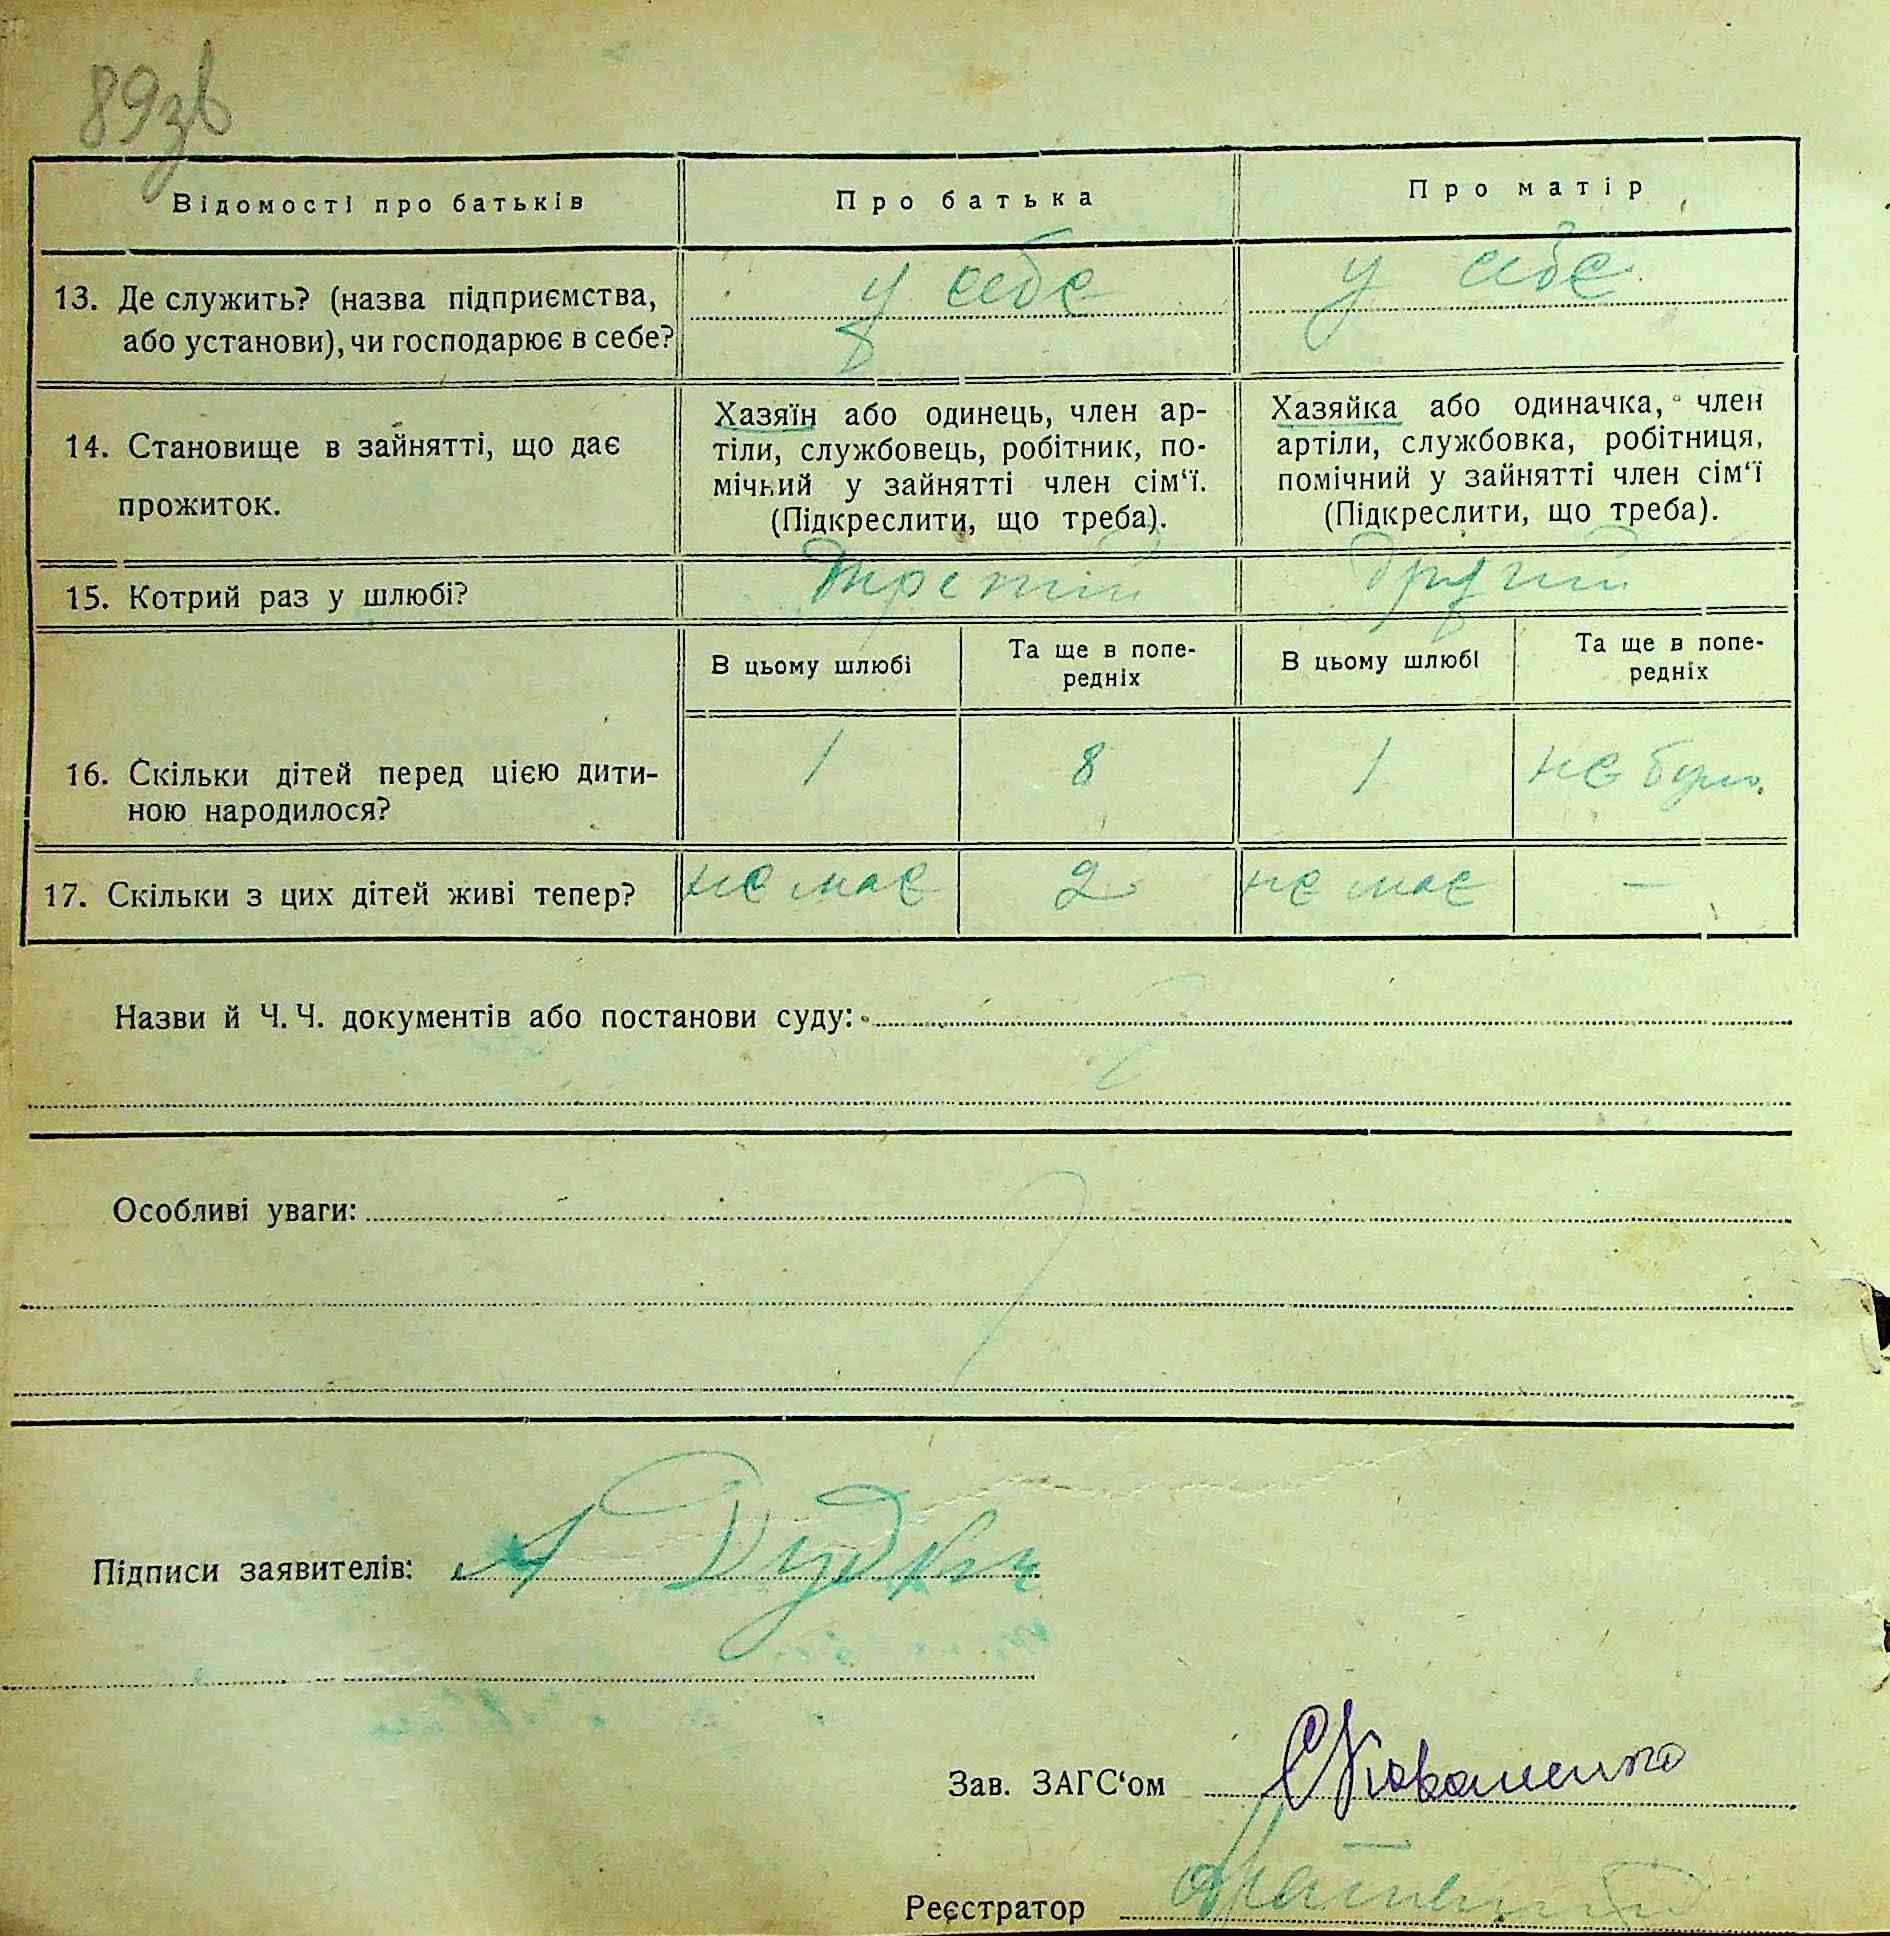 89зв
Відомості про батьків Про батька Про матір
13. Де служить? (назва підприємства, у себе у себе
або установи), чи господарює в себе?
Хазяїн або одинець, член ар- Хазяйка або одиначка, член
14. Становище в зайнятті, що дає тіли, службовець, робітник, по- артіли, службовка, робітниця,
прожиток. мічний у зайнятті член сім‘ї. помічний у зайнятті член сім‘ї
(Підкреслити, що треба). (Підкреслити, що треба).
15. Котрий раз у шлюбі? третій другий
В цьому шлюбі Та ще в попе- В цьому шлюбі Та ще в попе-
редніх редніх
16. Скільки дітей перед цією дити- 1 8 1 не було.
ною народилося?
17. Скільки з цих дітей живі тепер? не має 2 не має —
Назви й Ч. Ч. документів або постанови суду:
Особливі уваги:
Підписи заявителів: А Дудкін
Зав. ЗАГС‘ом С Коваленко
Реєстратор